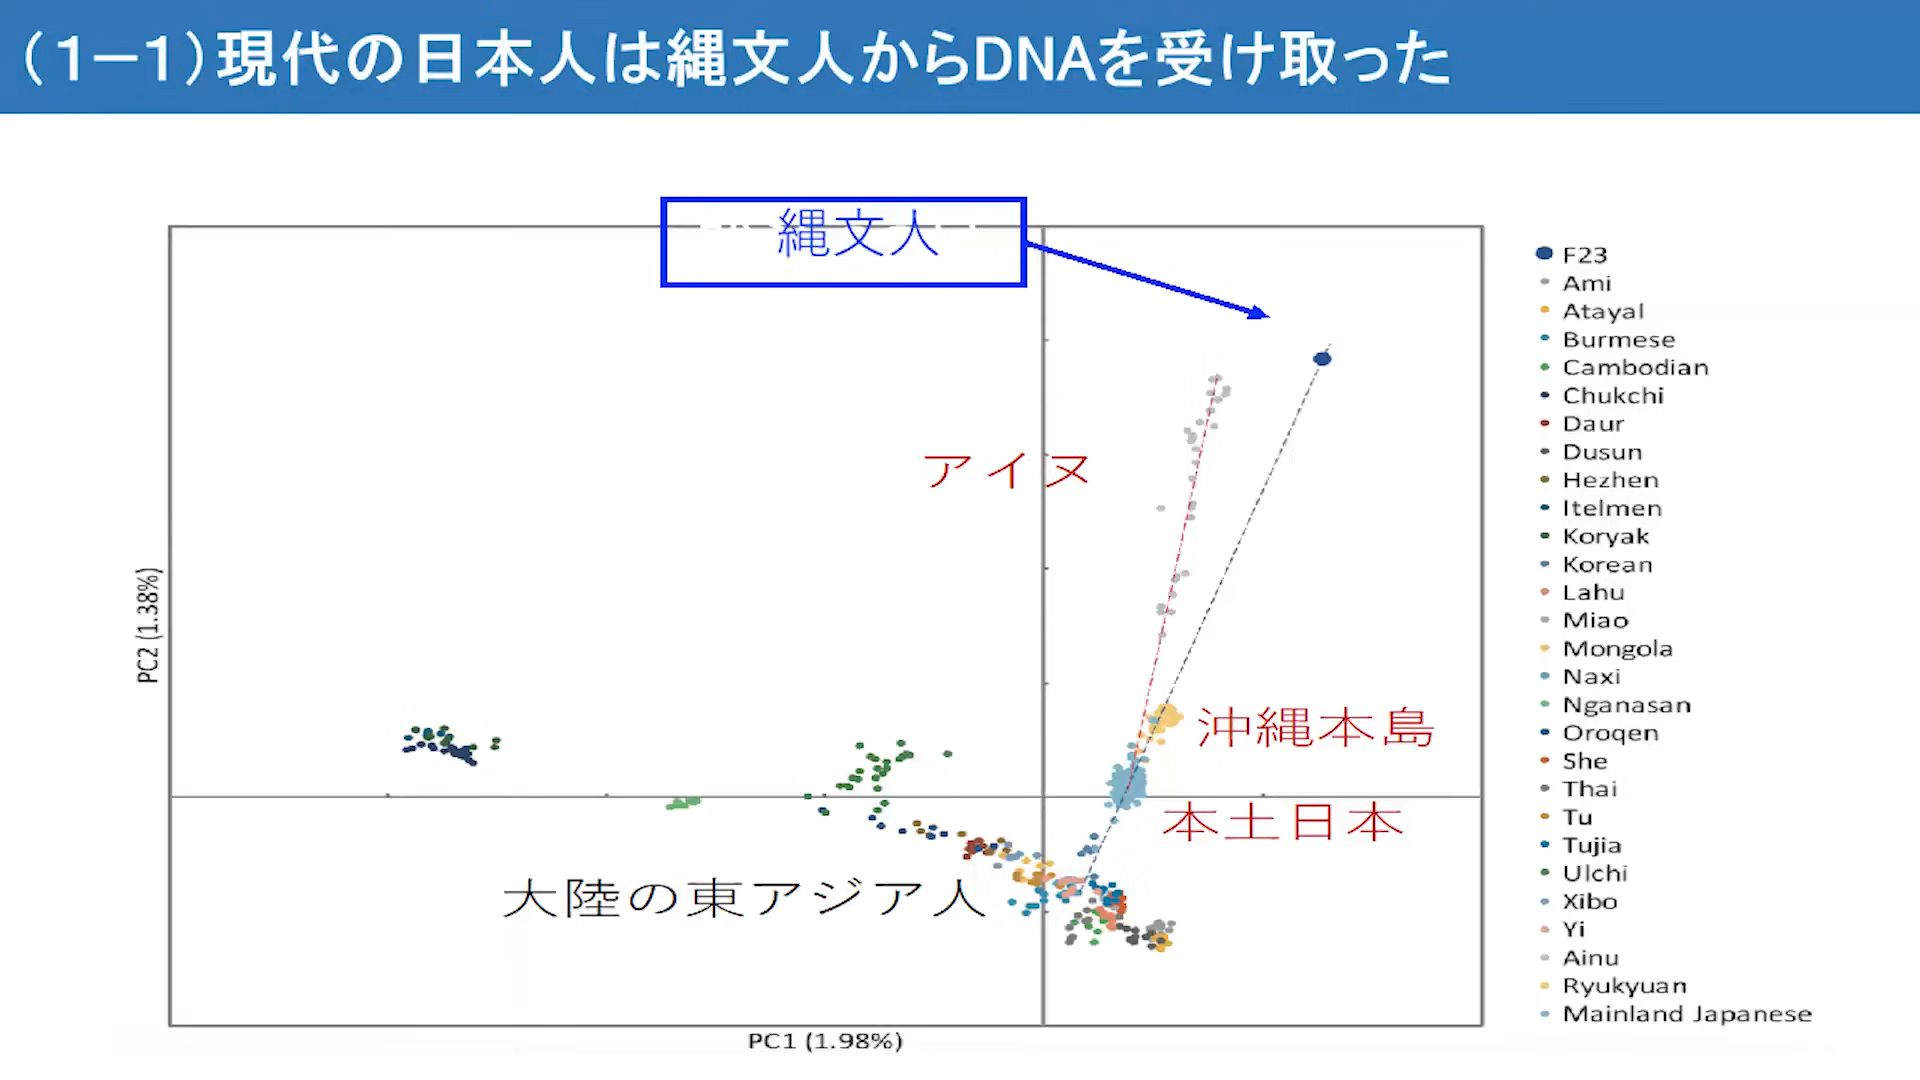 （１－１）現代の日本人は縄文人からDNAを受け取った
縄文人
アイヌ
沖縄本島
本土日本
大陸の東アジア人
PC2 (1.38%)
PC1 (1.98%)
F23
Ami
Atayal
Burmese
Cambodian
Chukchi
Daur
Dusun
Hezhen
Itelmen
Koryak
Korean
Lahu
Miao
Mongola
Naxi
Nganasan
Oroqen
She
Thai
Tu
Tujia
Ulchi
Xibo
Yi
Ainu
Ryukyuan
Mainland Japanese